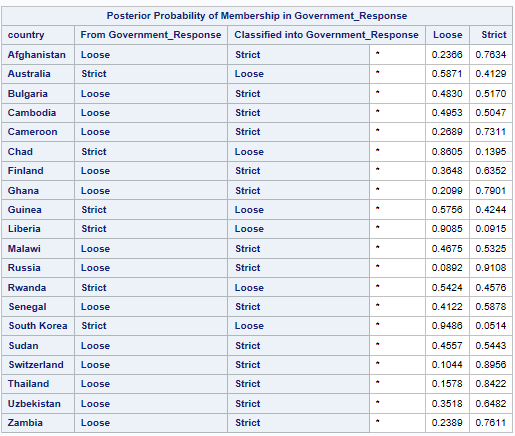 Posterior Probability of Membership in Government_Response
country From Government_Response Classified into Government_Response Loose Strict
Afghanistan Loose Strict * 0.2366 0.7634
Australia Strict Loose * 0.5871 0.4129
Bulgaria Loose Strict * 0.4830 0.5170
Cambodia Loose Strict * 0.4953 0.5047
Cameroon Loose Strict * 0.2689 0.7311
Chad Strict Loose * 0.8605 0.1395
Finland Loose Strict * 0.3648 0.6352
Ghana Loose Strict * 0.2099 0.7901
Guinea Strict Loose * 0.5756 0.4244
Liberia Strict Loose * 0.9085 0.0915
Malawi Loose Strict * 0.4675 0.5325
Russia Loose Strict * 0.0892 0.9108
Rwanda Strict Loose * 0.5424 0.4576
Senegal Loose Strict * 0.4122 0.5878
South Korea Strict Loose * 0.9486 0.0514
Sudan Loose Strict * 0.4557 0.5443
Switzerland Loose Strict * 0.1044 0.8956
Thailand Loose Strict * 0.1578 0.8422
Uzbekistan Loose Strict * 0.3518 0.6482
Zambia Loose Strict * 0.2389 0.7611